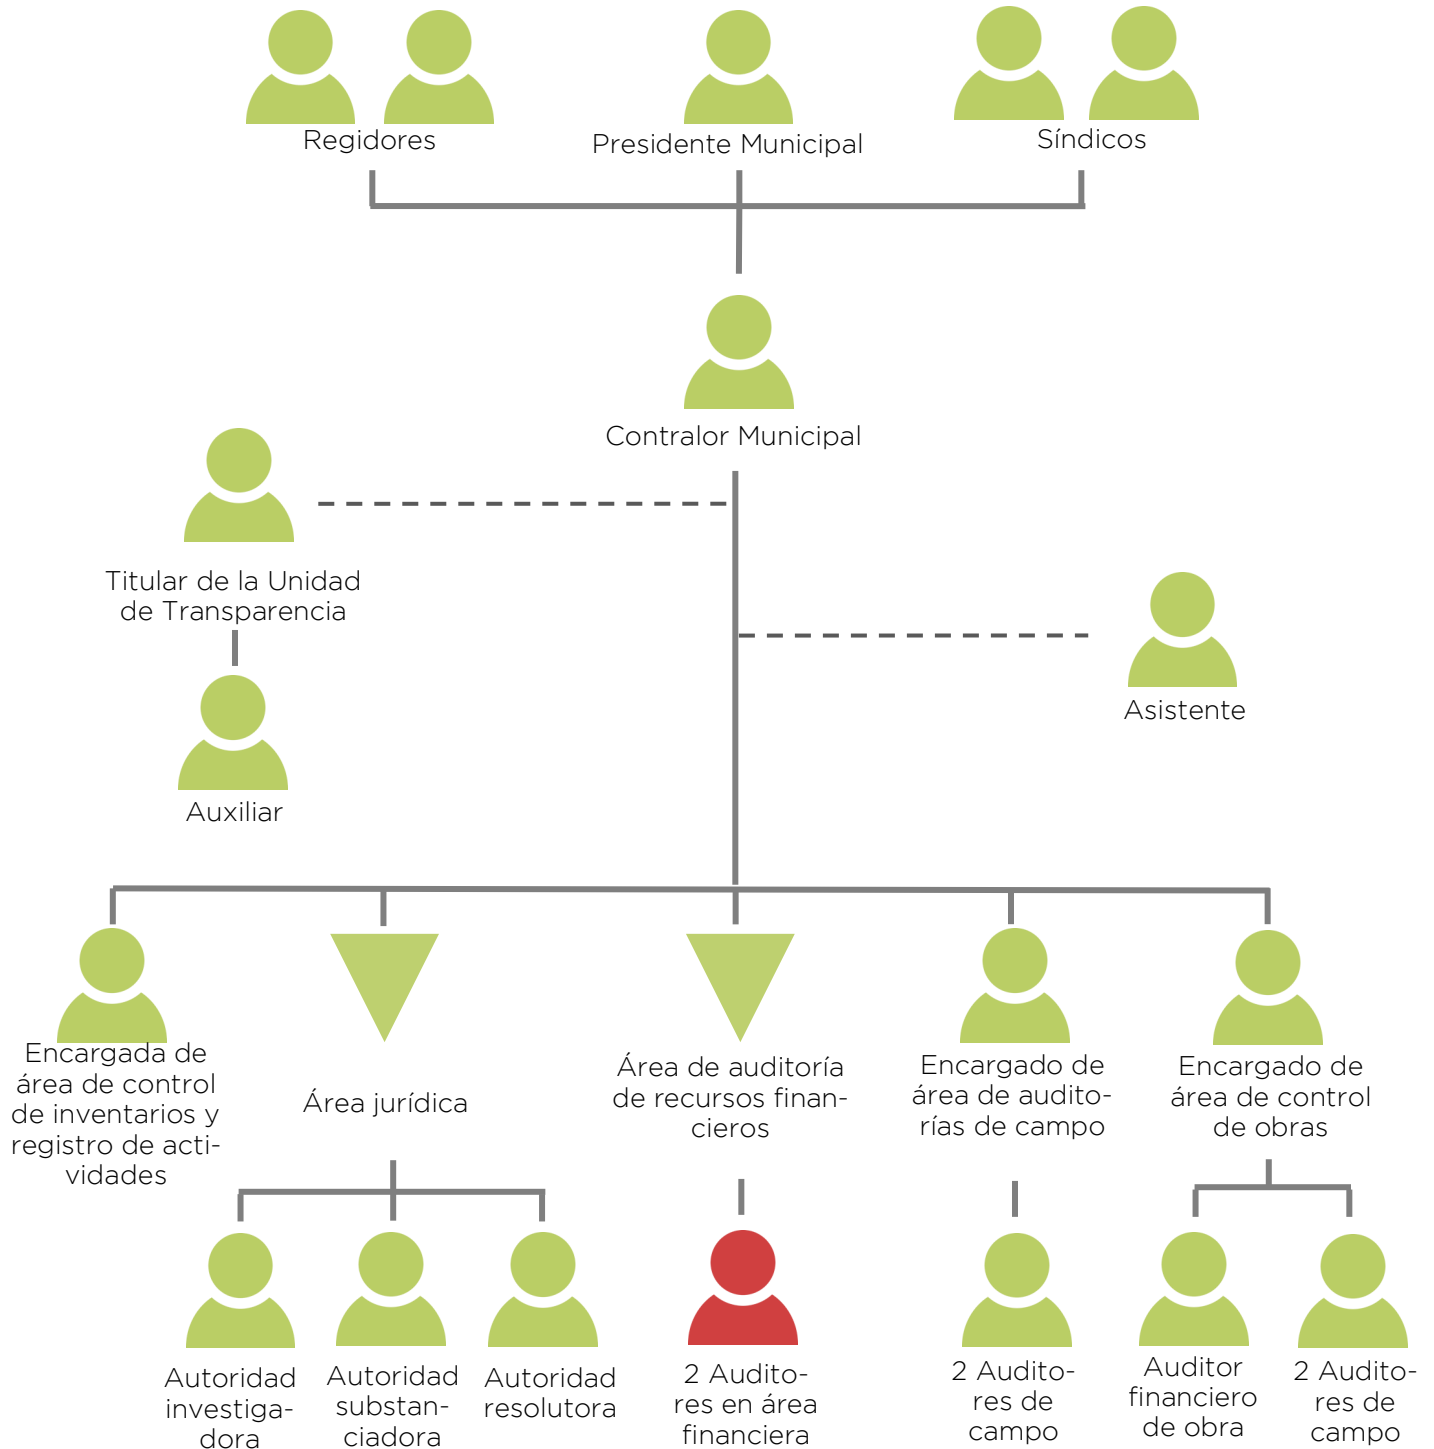 Regidores
Presidente Municipal
Síndicos
Contralor Municipal
Titular de la Unidad
de Transparencia
Asistente
Auxiliar
Encargada de
área de control
de inventarios y
registro de acti-
vidades
Área jurídica
Área de auditoría
de recursos finan-
cieros
Encargado de
área de audito-
rías de campo
Encargado de
área de control
de obras
Autoridad
investiga-
dora
Autoridad
substan-
ciadora
Autoridad
resolutora
2 Audito-
res en área
financiera
2 Audito-
res de
campo
Auditor
financiero
de obra
2 Audito-
res de
campo